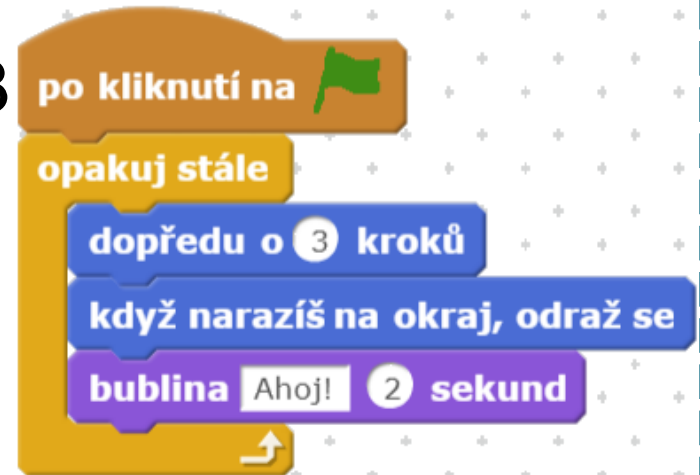 po kliknutí na
opakuj stále
dopředu o 3 kroků
když narazíš na okraj, odraž se
bublina Ahoj! 2 sekund